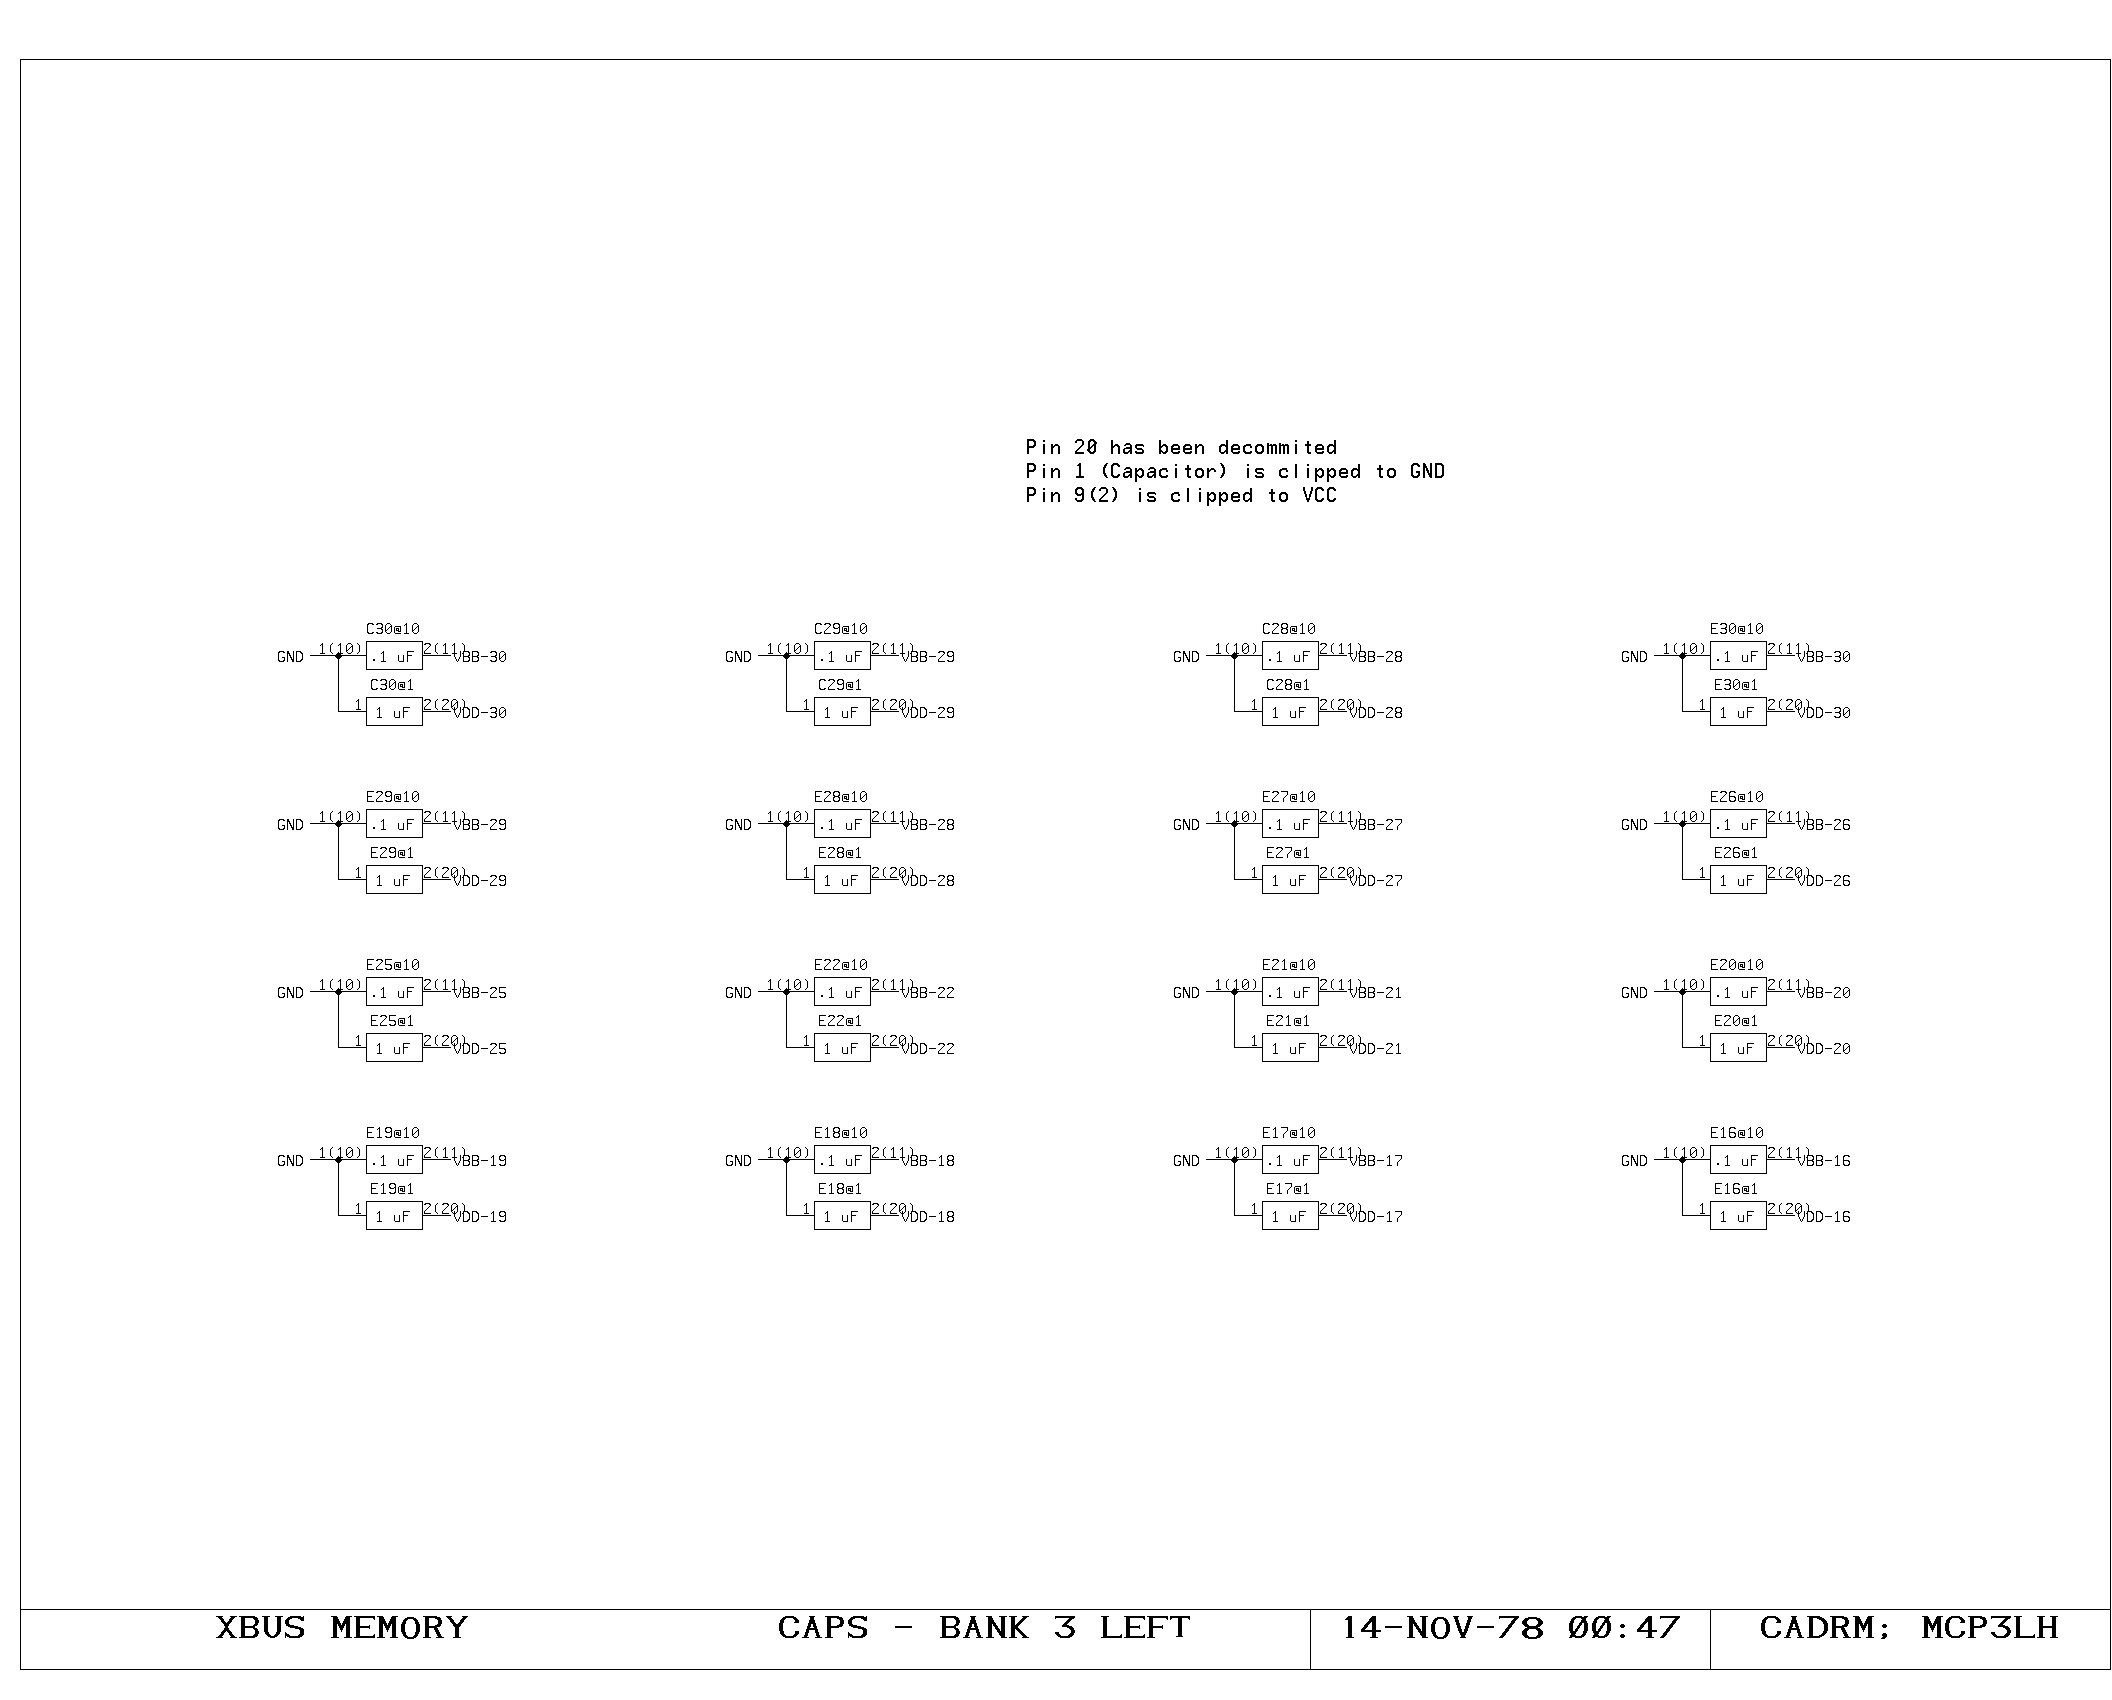 Pin 20 has been decommited
Pin 1 (Capacitor) is clipped to GND
Pin 9(2) is clipped to VCC
C30@10 C29@10 C28@10 E30@10
GND 1(10) .1 uF 2(11) VBB-30 GND 1(10) .1 uF 2(11) VBB-29 GND 1(10) .1 uF 2(11) VBB-28 GND 1(10) .1 uF 2(11) VBB-30
C30@1 C29@1 C28@1 E30@1
1 1 uF 2(20) VDD-30 1 1 uF 2(20) VDD-29 1 1 uF 2(20) VDD-28 1 1 uF 2(20) VDD-30
E29@10 E28@10 E27@10 E26@10
GND 1(10) .1 uF 2(11) VBB-29 GND 1(10) .1 uF 2(11) VBB-28 GND 1(10) .1 uF 2(11) VBB-27 GND 1(10) .1 uF 2(11) VBB-26
E29@1 E28@1 E27@1 E26@1
1 1 uF 2(20) VDD-29 1 1 uF 2(20) VDD-28 1 1 uF 2(20) VDD-27 1 1 uF 2(20) VDD-26
E25@10 E22@10 E21@10 E20@10
GND 1(10) .1 uF 2(11) VBB-25 GND 1(10) .1 uF 2(11) VBB-22 GND 1(10) .1 uF 2(11) VBB-21 GND 1(10) .1 uF 2(11) VBB-20
E25@1 E22@1 E21@1 E20@1
1 1 uF 2(20) VDD-25 1 1 uF 2(20) VDD-22 1 1 uF 2(20) VDD-21 1 1 uF 2(20) VDD-20
E19@10 E18@10 E17@10 E16@10
GND 1(10) .1 uF 2(11) VBB-19 GND 1(10) .1 uF 2(11) VBB-18 GND 1(10) .1 uF 2(11) VBB-17 GND 1(10) .1 uF 2(11) VBB-16
E19@1 E18@1 E17@1 E16@1
1 1 uF 2(20) VDD-19 1 1 uF 2(20) VDD-18 1 1 uF 2(20) VDD-17 1 1 uF 2(20) VDD-16
XBUS MEMORY CAPS - BANK 3 LEFT 14-NOV-78 00:47 CADRM; MCP3LH